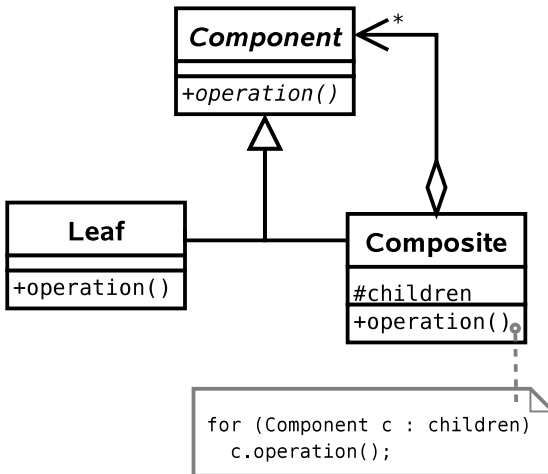 Component
*
+operation()
Leaf
+operation()
Composite
#children
+operation()
for (Component c : children)
c.operation();